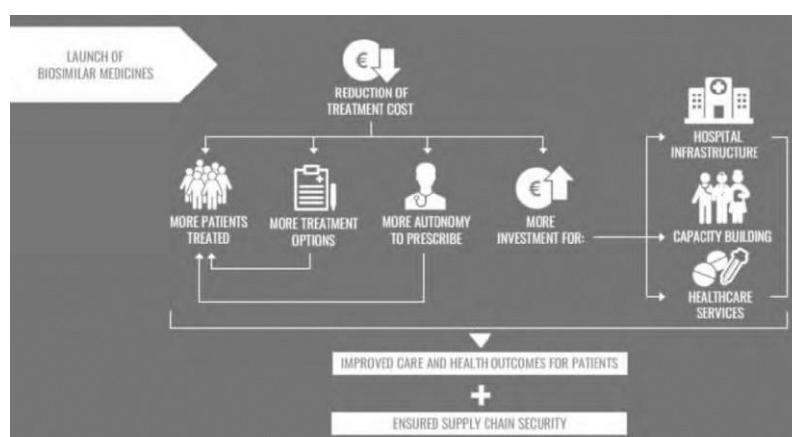 LAUNCH OF
BIOSIMILAR MEDICINES
€
REDUCTION OF
TREATMENT COST
MORE PATIENTS
TREATED
MORE TREATMENT
OPTIONS
MORE AUTONOMY
TO PRESCRIBE
€
MORE
INVESTMENT FOR:
HOSPITAL
INFRASTRUCTURE
CAPACITY BUILDING
HEALTHCARE
SERVICES
IMPROVED CARE AND HEALTH OUTCOMES FOR PATIENTS
+
ENSURED SUPPLY CHAIN SECURITY